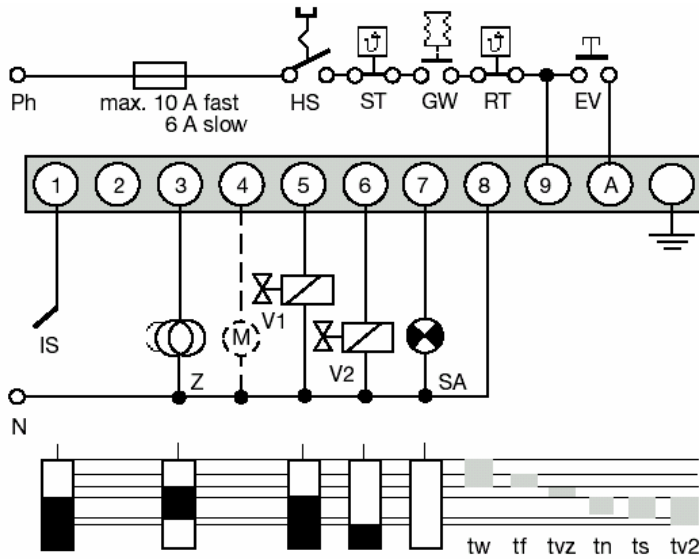 Ph
max. 10 A fast
6 A slow
HS ST GW RT EV
1 2 3 4 5 6 7 8 9 A
IS
Z
M
V1
V2
SA
N
tw tf tvz tn ts tv2